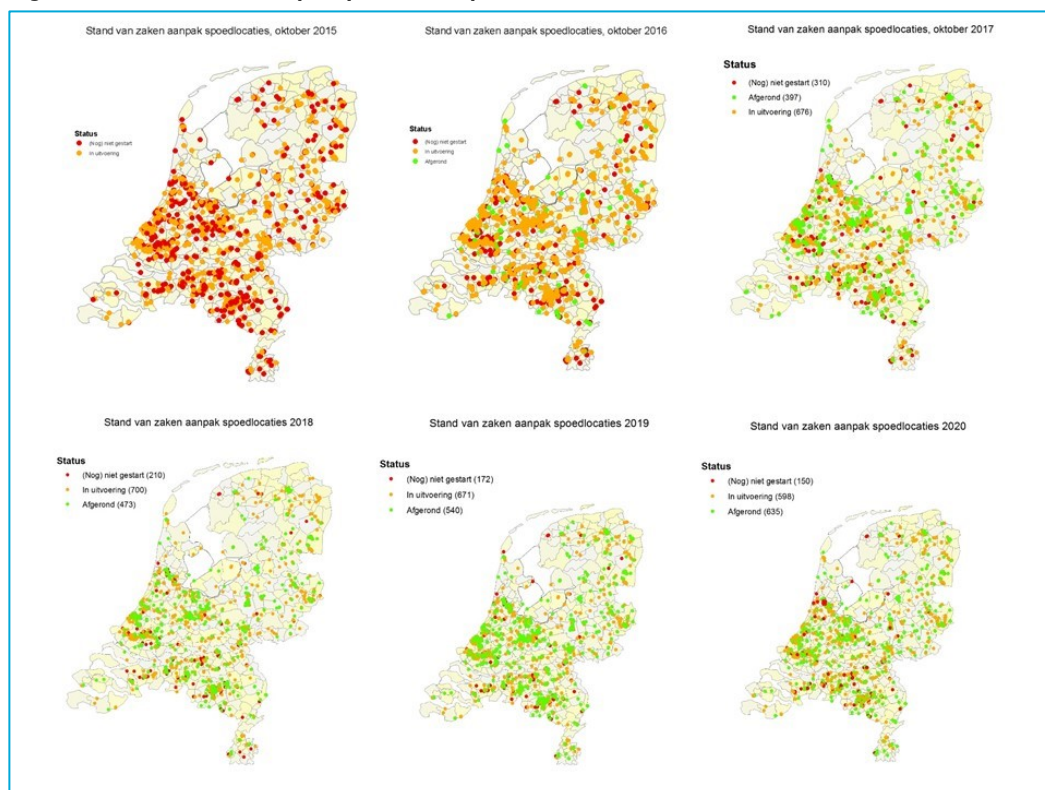 Stand van zaken aanpak spoedlocaties, oktober 2015
Status
(Nog) niet gestart
In uitvoering
Stand van zaken aanpak spoedlocaties, oktober 2016
Status
(Nog) niet gestart
In uitvoering
Afgerond
Stand van zaken aanpak spoedlocaties, oktober 2017
Status
(Nog) niet gestart (310)
Afgerond (397)
In uitvoering (676)
Stand van zaken aanpak spoedlocaties 2018
Status
(Nog) niet gestart (210)
In uitvoering (700)
Afgerond (473)
Stand van zaken aanpak spoedlocaties 2019
Status
(Nog) niet gestart (172)
In uitvoering (671)
Afgerond (540)
Stand van zaken aanpak spoedlocaties 2020
Status
(Nog) niet gestart (150)
In uitvoering (598)
Afgerond (635)